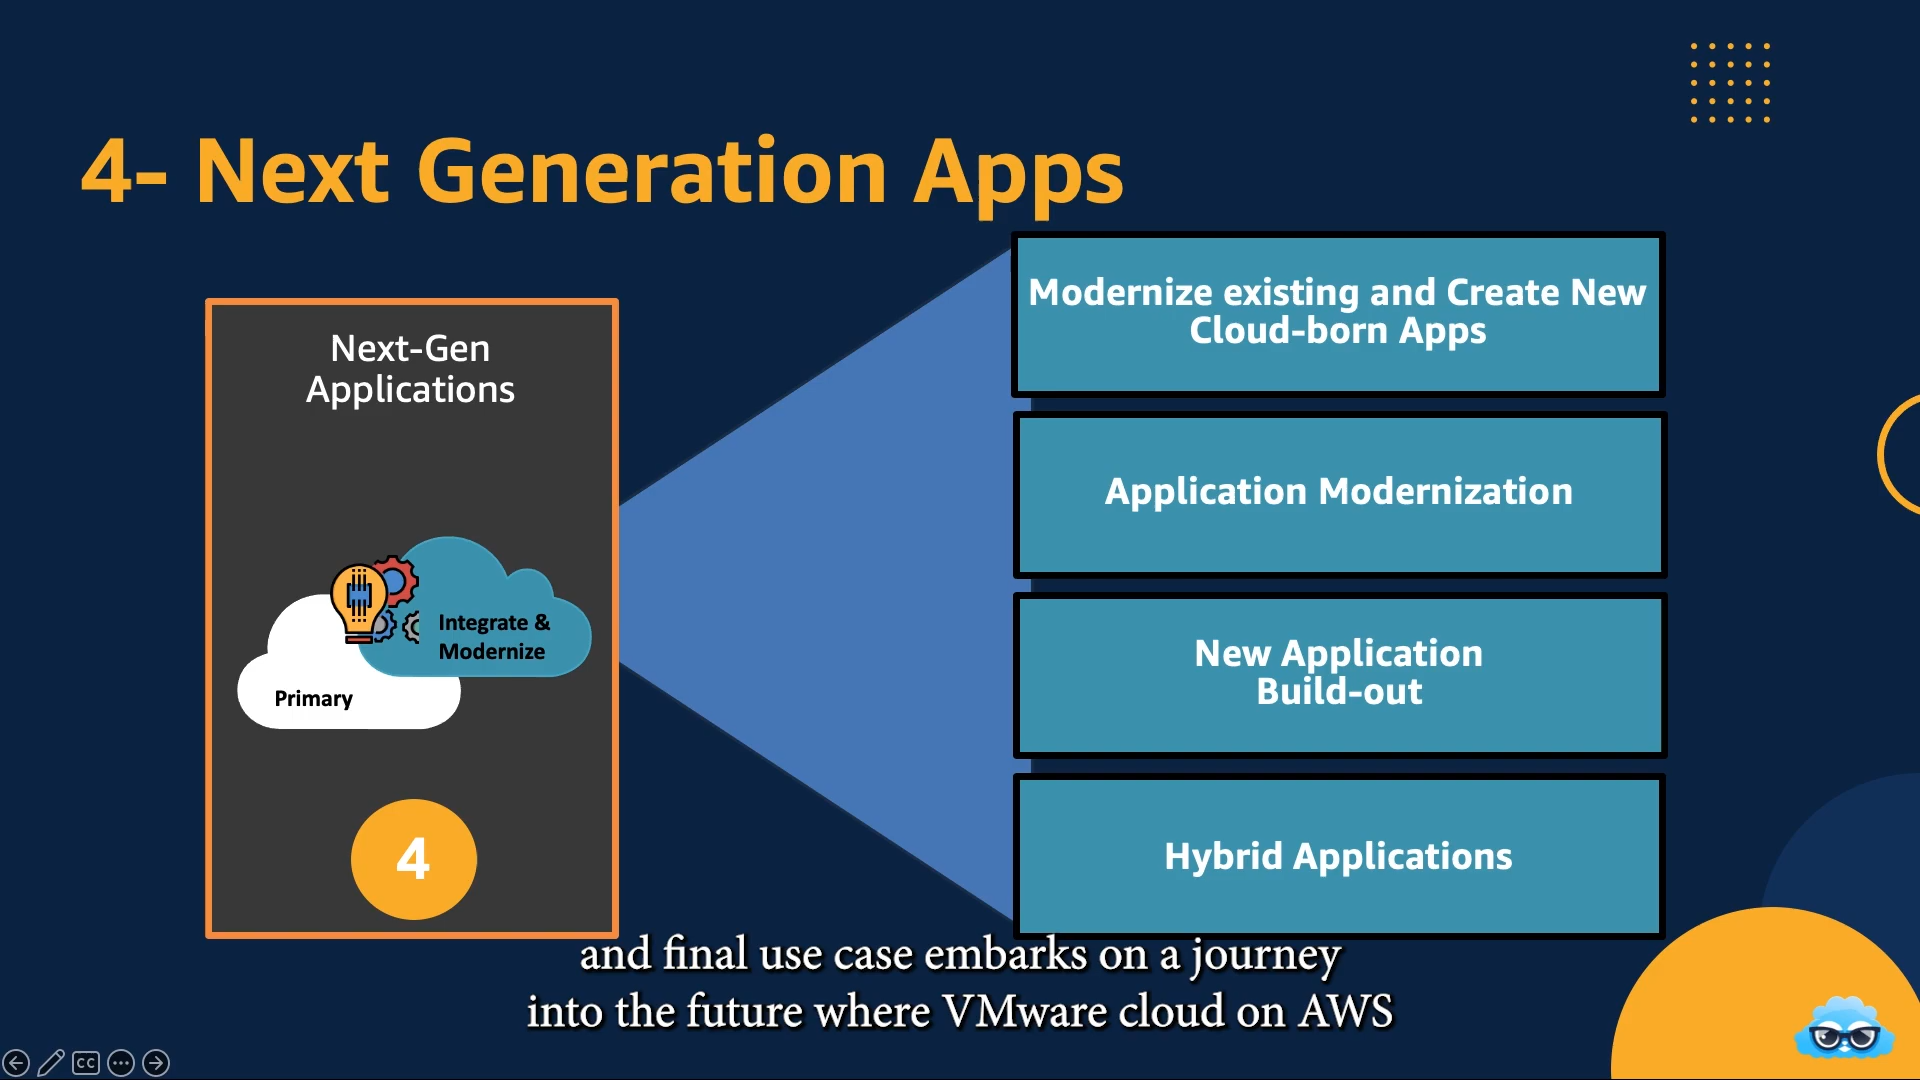 4- Next Generation Apps
Next-Gen
Applications
Integrate &
Modernize
Primary
4
Modernize existing and Create New
Cloud-born Apps
Application Modernization
New Application
Build-out
Hybrid Applications
and final use case embarks on a journey
into the future where VMware cloud on AWS
CC